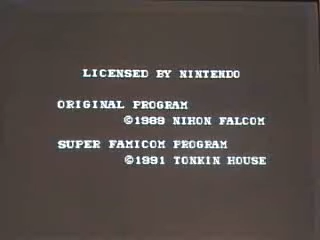 LICENSED BY NINTENDO
ORIGINAL PROGRAM
©1989 NIHON FALCOM
SUPER FAMICOM PROGRAM
©1991 TONKIN HOUSE